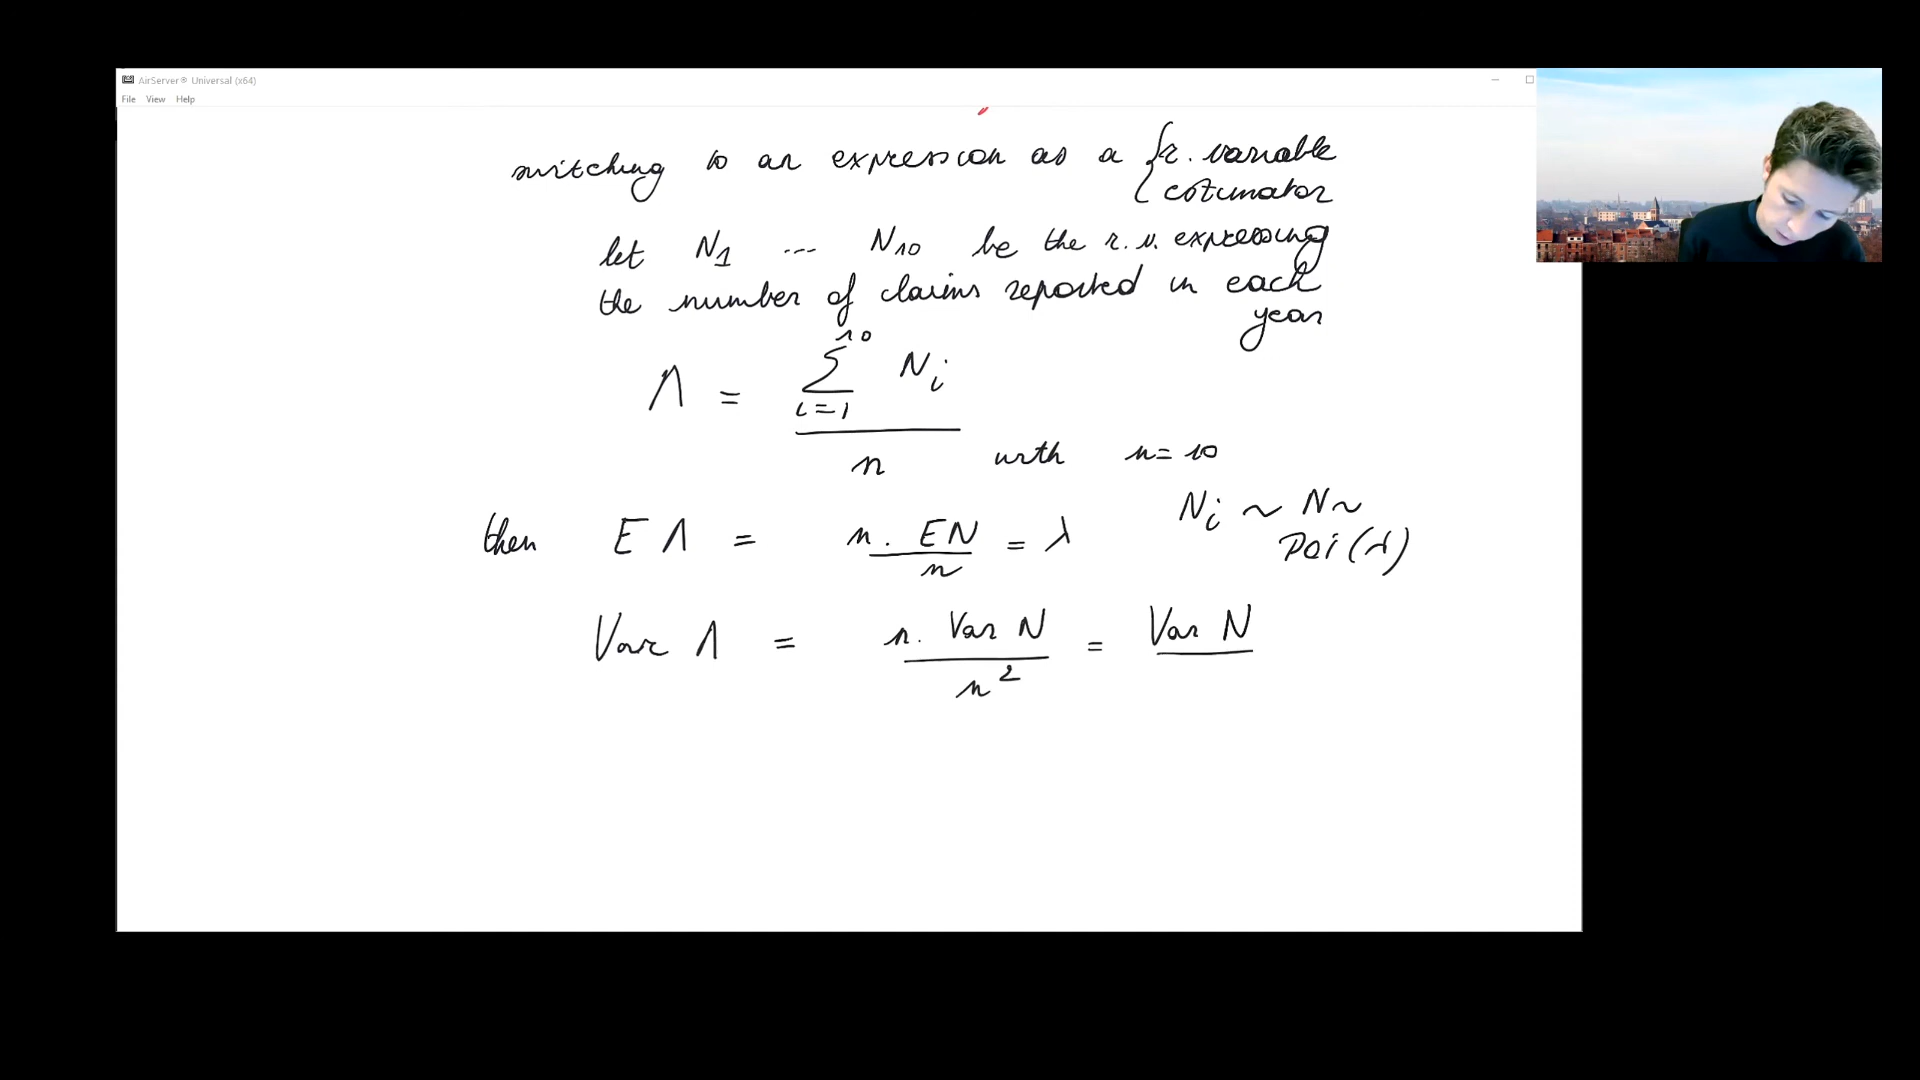 AirServer® Universal (x64)
File View Help
switching to an expression as a { r. variable
estimator
let N1 --- N10 be the r.v. expressing
the number of claims reported in each
year
Λ = 10 Σ i=1 Ni / n with n = 10
Ni ~ N ~
Poi(λ)
then E Λ = n . EN / n = λ
Var Λ = n. Var N / n² = Var N